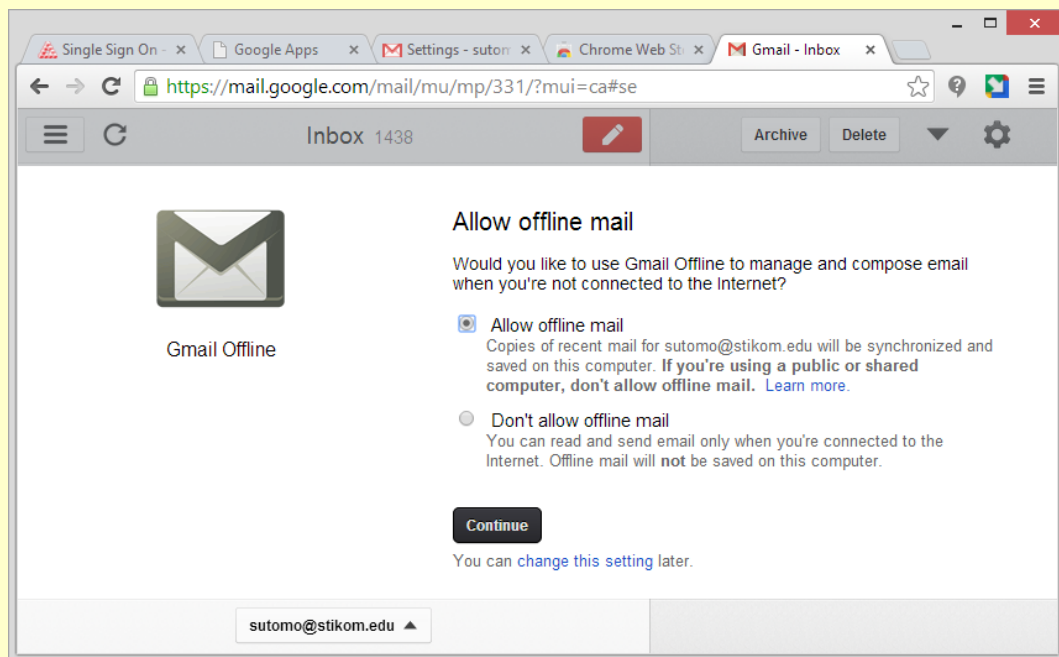 Single Sign On -
Google Apps
Settings - sutom
Chrome Web St
Gmail - Inbox
https://mail.google.com/mail/mu/mp/331/?mui=ca#se
Inbox 1438
Archive
Delete
Gmail Offline
Allow offline mail
Would you like to use Gmail Offline to manage and compose email
when you're not connected to the Internet?
Allow offline mail
Copies of recent mail for sutomo@stikom.edu will be synchronized and
saved on this computer. If you're using a public or shared
computer, don't allow offline mail. Learn more.
Don't allow offline mail
You can read and send email only when you're connected to the
Internet. Offline mail will not be saved on this computer.
Continue
You can change this setting later.
sutomo@stikom.edu